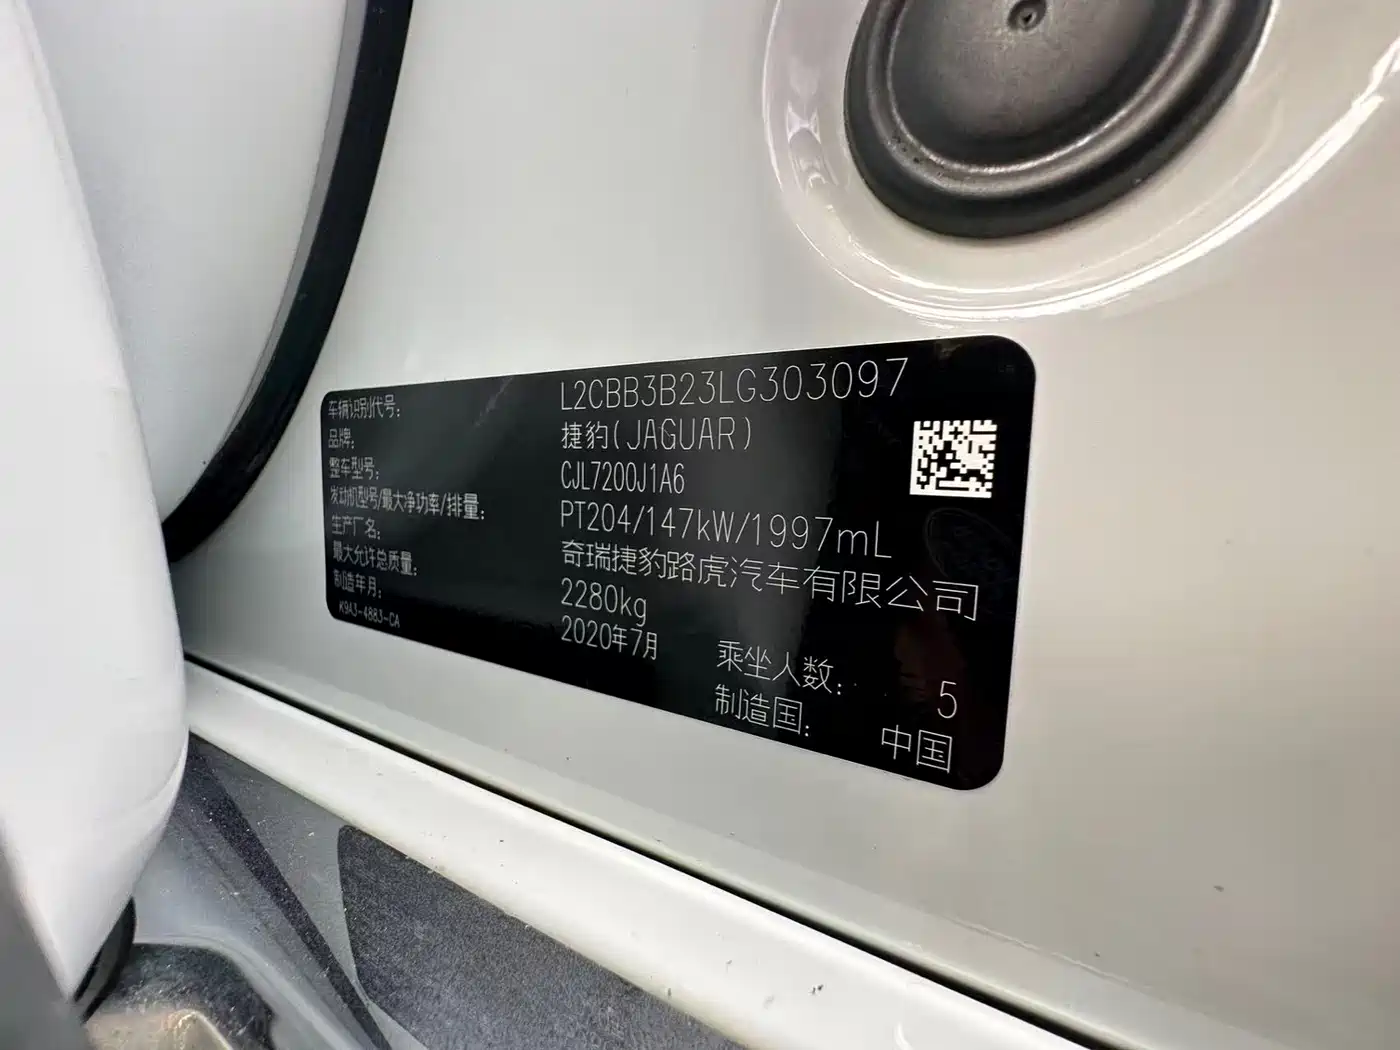 车辆识别代号: L2CBB3B23LG303097
品牌: 捷豹(JAGUAR)
整车型号: CJL7200J1A6
发动机型号/最大净功率/排量: PT204/147kW/1997mL
生产厂名: 奇瑞捷豹路虎汽车有限公司
最大允许总质量: 2280kg
制造年月: 2020年7月 乘坐人数: 5
K9A3-4883-CA 制造国: 中国